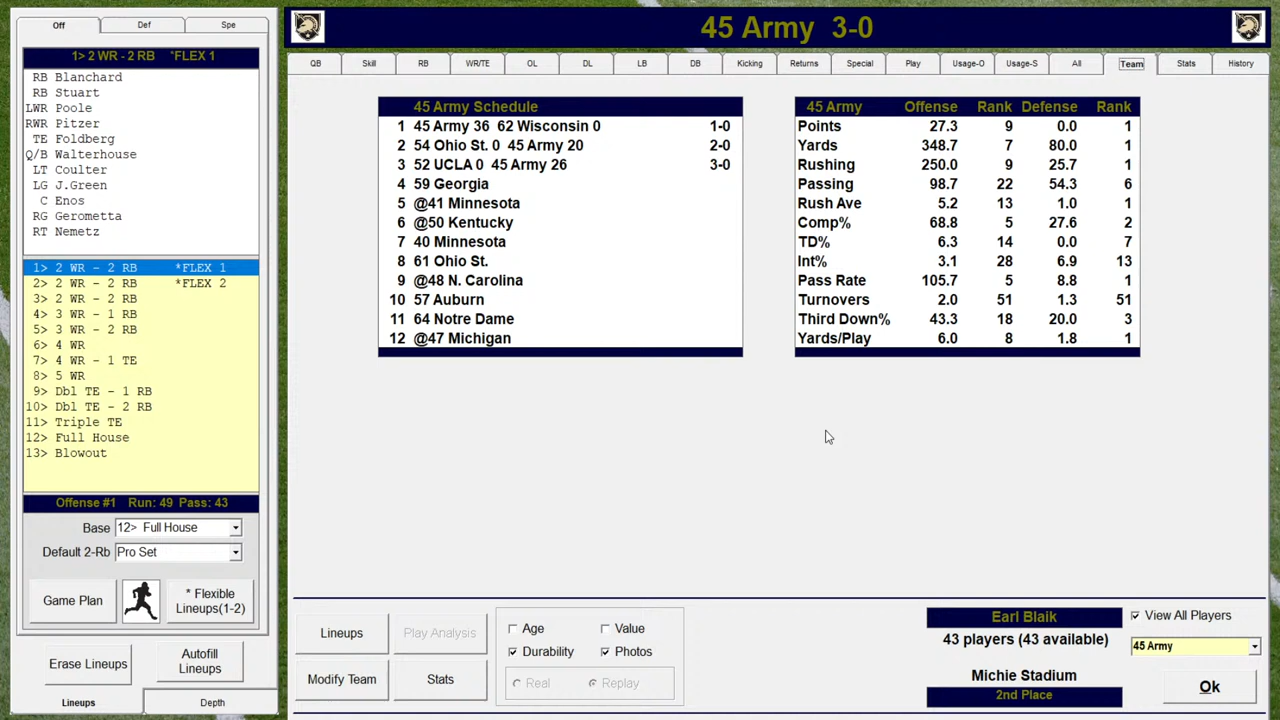 Off Def Spe
1> 2 WR - 2 RB *FLEX 1
RB Blanchard
RB Stuart
LWR Poole
RWR Pitzer
TE Foldberg
Q/B Walterhouse
LT Coulter
LG J.Green
C Enos
RG Gerometta
RT Nemetz
1> 2 WR - 2 RB *FLEX 1
2> 2 WR - 2 RB *FLEX 2
3> 2 WR - 2 RB
4> 3 WR - 1 RB
5> 3 WR - 2 RB
6> 4 WR
7> 4 WR - 1 TE
8> 5 WR
9> Dbl TE - 1 RB
10> Dbl TE - 2 RB
11> Triple TE
12> Full House
13> Blowout
Offense #1 Run: 49 Pass: 43
Base 12> Full House
Default 2-Rb Pro Set
Game Plan
* Flexible
Lineups(1-2)
Erase Lineups
Autofill
Lineups
Lineups Depth
45 Army 3-0
QB Skill RB WR/TE OL DL LB DB Kicking Returns Special Play Usage-O Usage-S All Team Stats History
45 Army Schedule
1 45 Army 36 62 Wisconsin 0 1-0
2 54 Ohio St. 0 45 Army 20 2-0
3 52 UCLA 0 45 Army 26 3-0
4 59 Georgia
5 @41 Minnesota
6 @50 Kentucky
7 40 Minnesota
8 61 Ohio St.
9 @48 N. Carolina
10 57 Auburn
11 64 Notre Dame
12 @47 Michigan
45 Army Offense Rank Defense Rank
Points 27.3 9 0.0 1
Yards 348.7 7 80.0 1
Rushing 250.0 9 25.7 1
Passing 98.7 22 54.3 6
Rush Ave 5.2 13 1.0 1
Comp% 68.8 5 27.6 2
TD% 6.3 14 0.0 7
Int% 3.1 28 6.9 13
Pass Rate 105.7 5 8.8 1
Turnovers 2.0 51 1.3 51
Third Down% 43.3 18 20.0 3
Yards/Play 6.0 8 1.8 1
Lineups
Play Analysis
Modify Team
Stats
Age Value
Durability Photos
Real Replay
Earl Blaik
43 players (43 available)
Michie Stadium
2nd Place
View All Players
45 Army
Ok